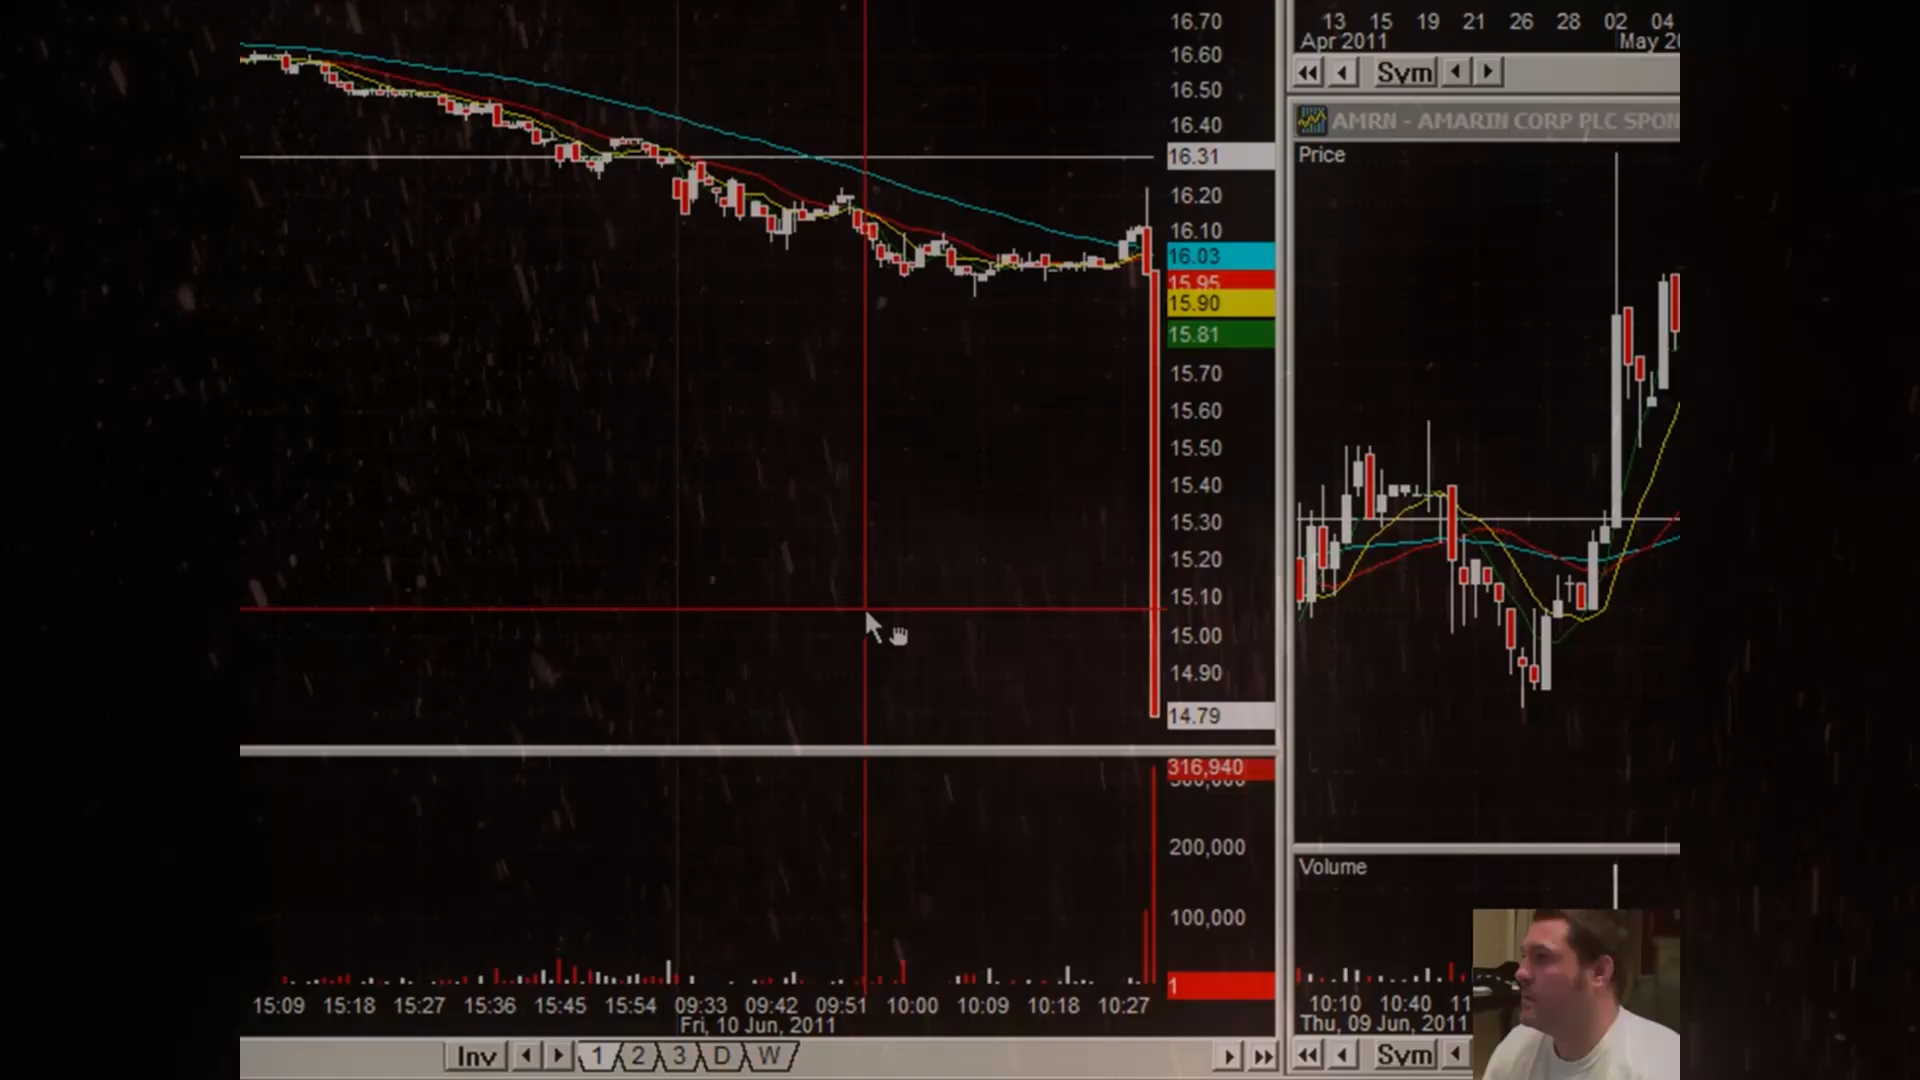 16.70
16.60
16.50
16.40
16.31
16.20
16.10
16.03
15.95
15.90
15.81
15.70
15.60
15.50
15.40
15.30
15.20
15.10
15.00
14.90
14.79
316,940
200,000
100,000
1
15:09 15:18 15:27 15:36 15:45 15:54 09:33 09:42 09:51 10:00 10:09 10:18 10:27
Fri, 10 Jun, 2011
Inv 1 2 3 D W
13 15 19 21 26 28 02 04
Apr 2011 May
Sym
AMRN - AMARIN CORP PLC SPON
Price
Volume
10:10 10:40 11
Thu, 09 Jun, 2011
Sym